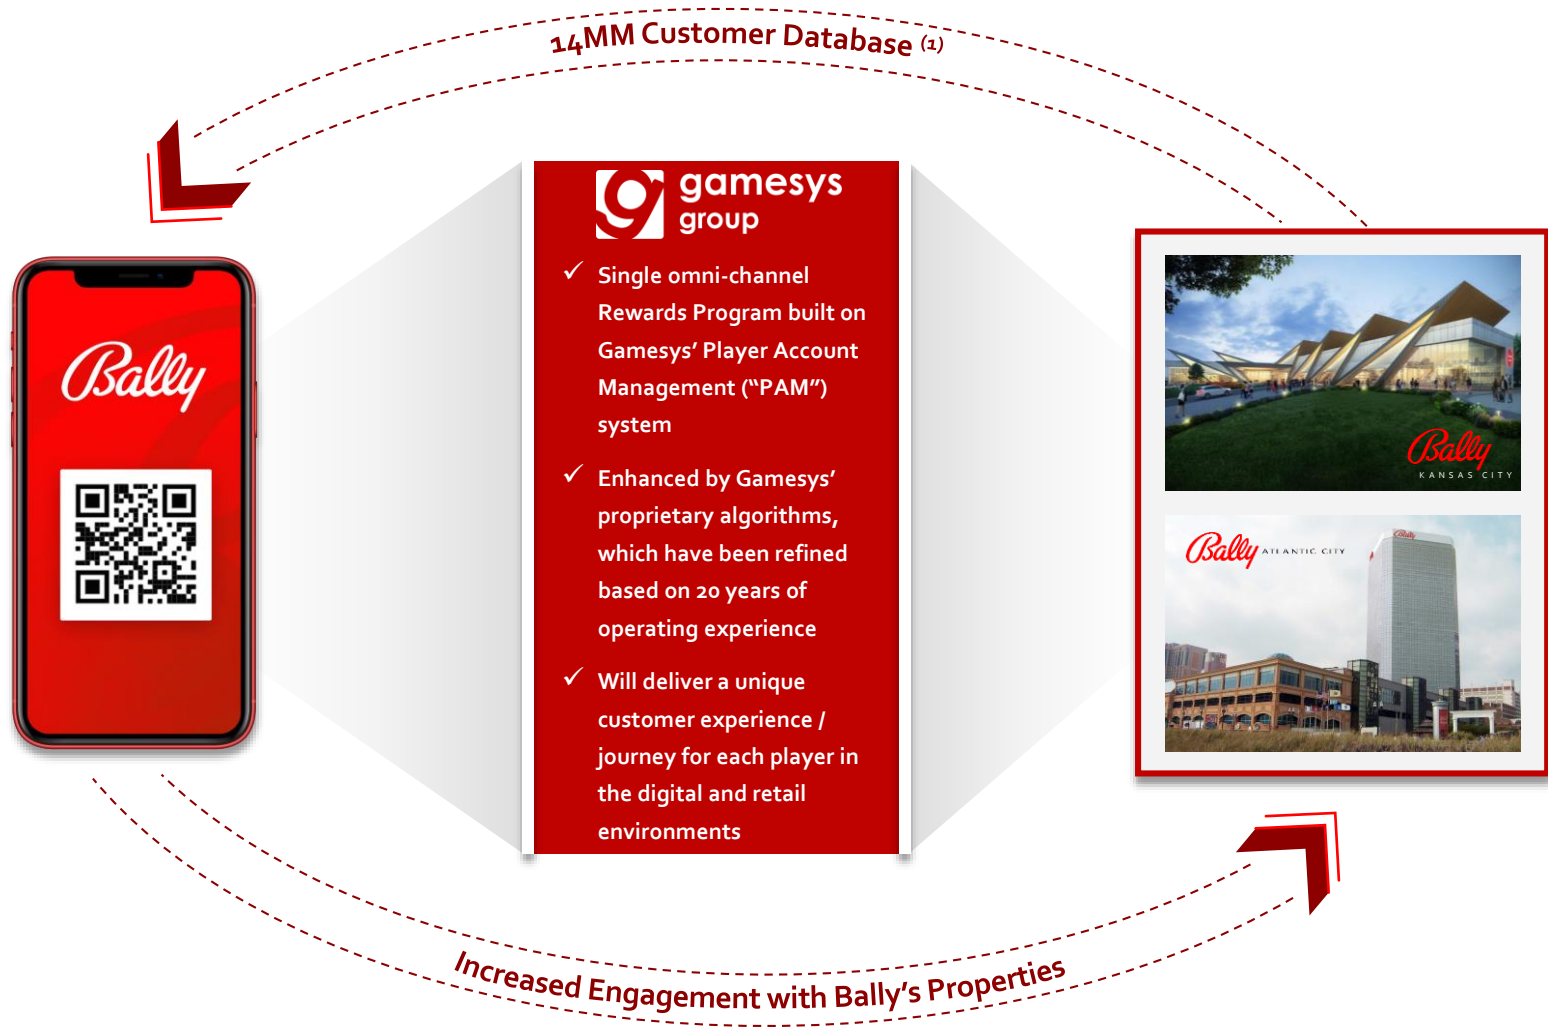 14MM Customer Database (1)
gamesys
group
✓ Single omni-channel
Rewards Program built on
Gamesys’ Player Account
Management (“PAM”)
system
✓ Enhanced by Gamesys’
proprietary algorithms,
which have been refined
based on 20 years of
operating experience
✓ Will deliver a unique
customer experience /
journey for each player in
the digital and retail
environments
Bally
Bally
KANSAS CITY
Bally ATLANTIC CITY
Bally
Increased Engagement with Bally’s Properties